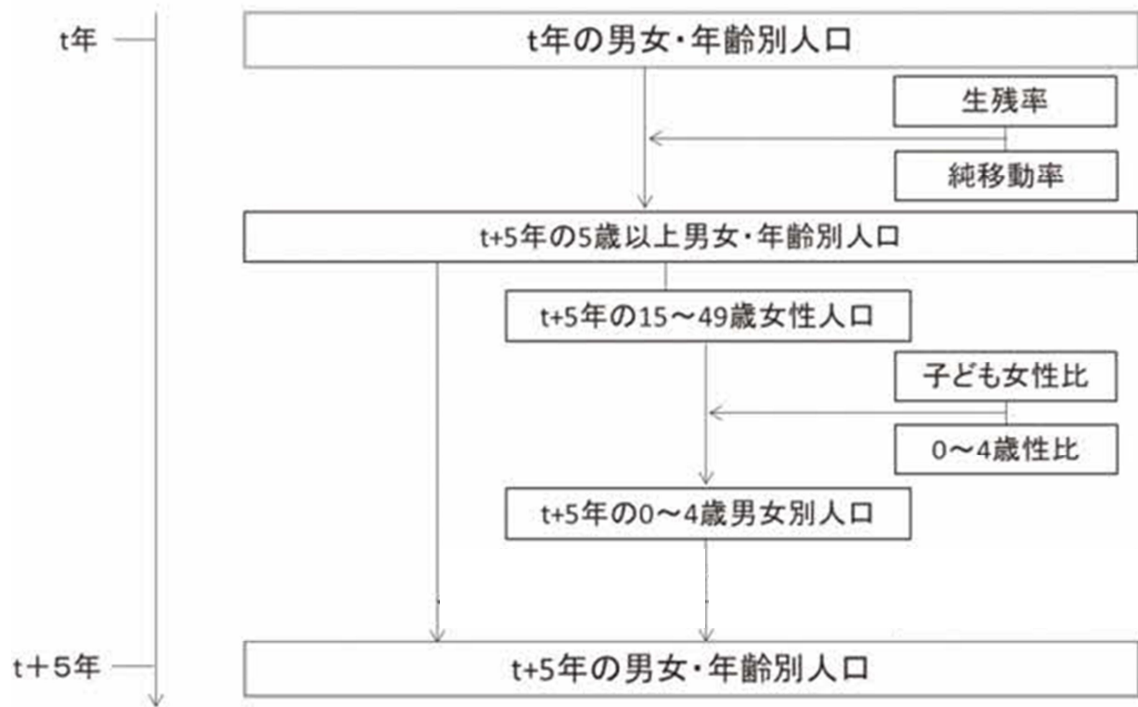 t年
t年の男女・年齢別人口
生残率
純移動率
t+5年の5歳以上男女・年齢別人口
t+5年の15～49歳女性人口
子ども女性比
0～4歳性比
t+5年の0～4歳男女別人口
t＋5年
t+5年の男女・年齢別人口